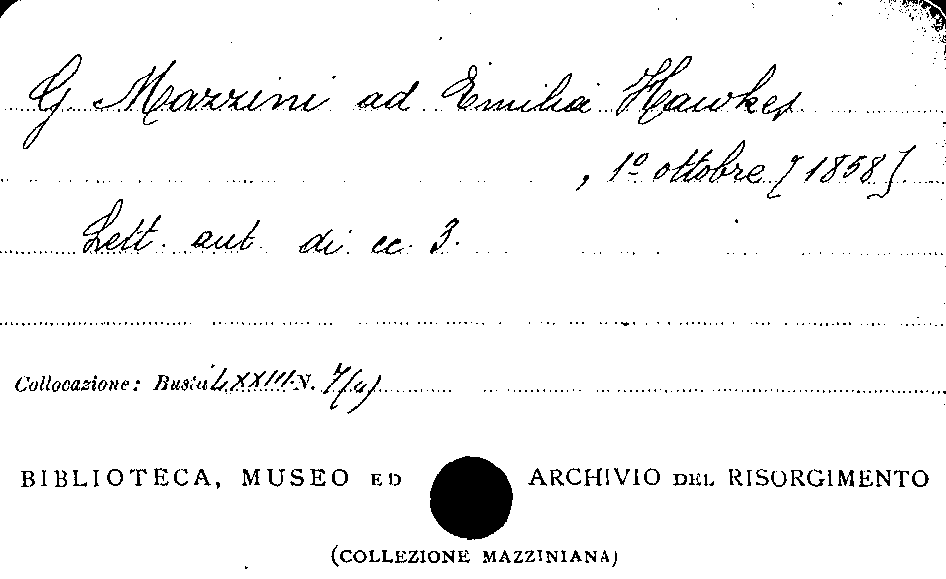 G. Mazzini ad Emilia Hawkes
, 1º ottobre [1858].
Lett. aut. di cc. 3.
Collocazione: Busta LXXIII N.
BIBLIOTECA, MUSEO ED ARCHIVIO DEL RISORGIMENTO
(COLLEZIONE MAZZINIANA)